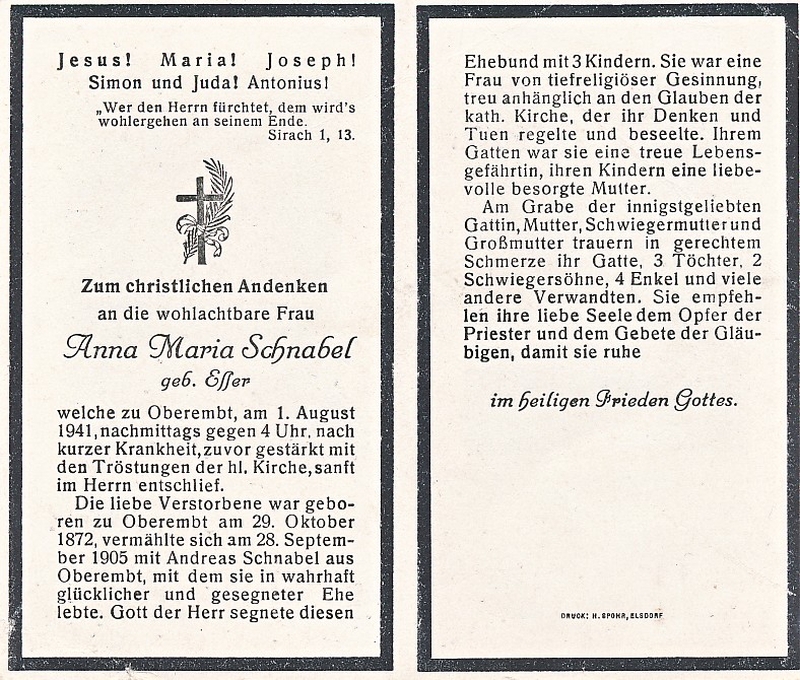 Jesus! Maria! Joseph!
Simon und Juda! Antonius!
„Wer den Herrn fürchtet, dem wird's
wohlergehen an seinem Ende.
Sirach 1, 13.
Zum christlichen Andenken
an die wohlachtbare Frau
Anna Maria Schnabel
geb. Esser
welche zu Oberembt, am 1. August
1941, nachmittags gegen 4 Uhr, nach
kurzer Krankheit, zuvor gestärkt mit
den Tröstungen der hl. Kirche, sanft
im Herrn entschlief.
Die liebe Verstorbene war gebo-
ren zu Oberembt am 29. Oktober
1872, vermählte sich am 28. Septem-
ber 1905 mit Andreas Schnabel aus
Oberembt, mit dem sie in wahrhaft
glücklicher und gesegneter Ehe
lebte. Gott der Herr segnete diesen
Ehebund mit 3 Kindern. Sie war eine
Frau von tiefreligiöser Gesinnung,
treu anhänglich an den Glauben der
kath. Kirche, der ihr Denken und
Tuen regelte und beseelte. Ihrem
Gatten war sie eine treue Lebens-
gefährtin, ihren Kindern eine liebe-
volle besorgte Mutter.
Am Grabe der innigstgeliebten
Gattin, Mutter, Schwiegermutter und
Großmutter trauern in gerechtem
Schmerze ihr Gatte, 3 Töchter, 2
Schwiegersöhne, 4 Enkel und viele
andere Verwandten. Sie empfeh-
len ihre liebe Seele dem Opfer der
Priester und dem Gebete der Gläu-
bigen, damit sie ruhe
im heiligen Frieden Gottes.
DRUCK: H. SPOHR, ELSDORF